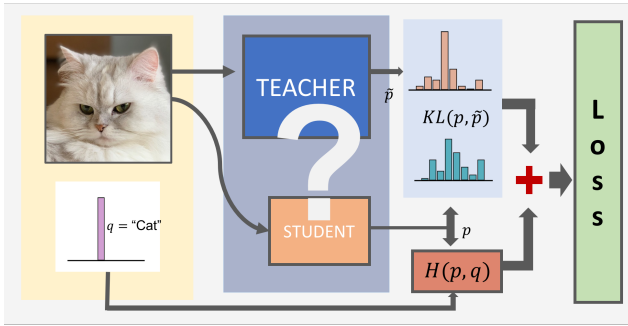 TEACHER
?
STUDENT
q = “Cat”
p̃
KL(p, p̃)
p
H(p, q)
+
L
o
s
s